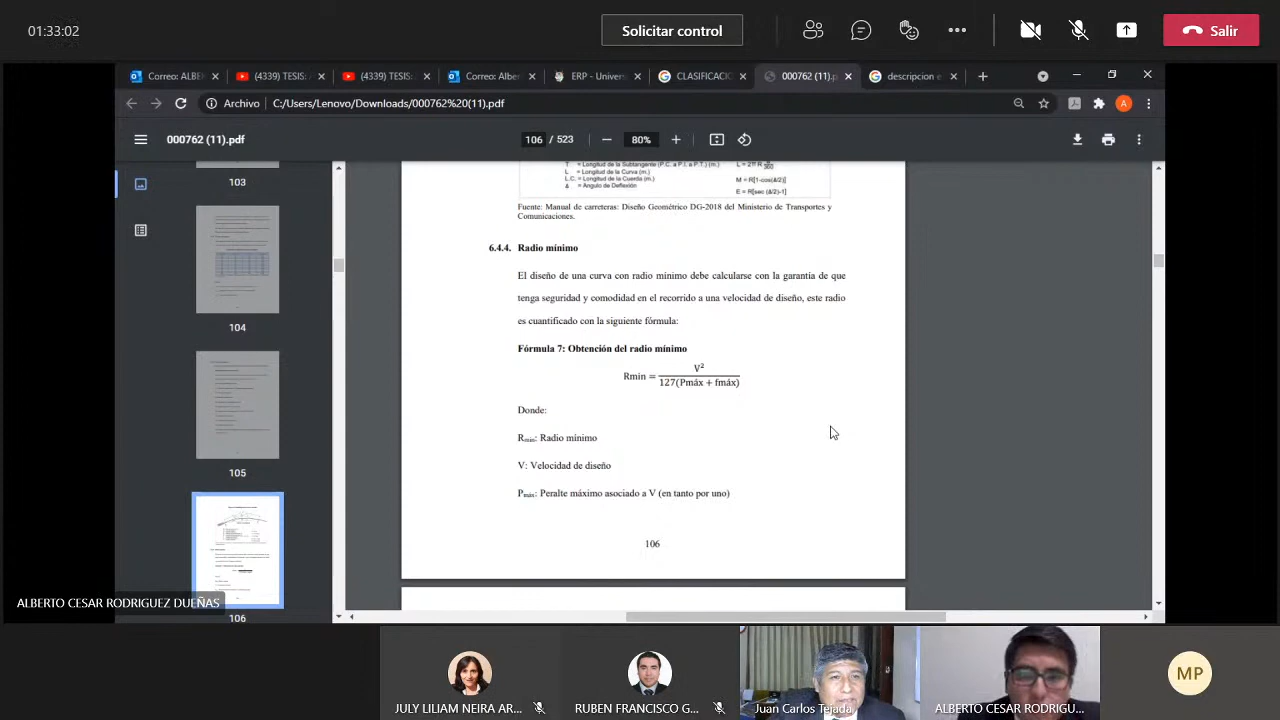 01:33:02
Solicitar control
Salir
Correo: ALBE
(4339) TESIS:
(4339) TESIS:
Correo: Alber
ERP - Univers
CLASIFICACIO
000762 (11).p
descripcion e
Archivo
C:/Users/Lenovo/Downloads/000762%20(11).pdf
A
000762 (11).pdf
106 / 523
80%
103
104
105
106
T. = Longitud de la Subtangente (P.C. a P.I. a P.T.) (m.)
L = Longitud de la Curva (m.)
L.C. = Longitud de la Cuerda (m.)
Δ = Angulo de Deflexión
L = 2π R
360
M = R[1-cos(Δ/2)]
E = R[sec (Δ/2)-1]
Fuente: Manual de carreteras: Diseño Geométrico DG-2018 del Ministerio de Transportes y
Comunicaciones.
6.4.4. Radio mínimo
El diseño de una curva con radio mínimo debe calcularse con la garantía de que
tenga seguridad y comodidad en el recorrido a una velocidad de diseño, este radio
es cuantificado con la siguiente fórmula:
Fórmula 7: Obtención del radio mínimo
Rmin = V² / 127(Pmáx + fmáx)
Donde:
Rmin: Radio mínimo
V: Velocidad de diseño
Pmáx: Peralte máximo asociado a V (en tanto por uno)
106
ALBERTO CESAR RODRIGUEZ DUEÑAS
JULY LILIAM NEIRA AR...
RUBEN FRANCISCO G...
Juan Carlos Tejada
ALBERTO CESAR RODRIGU...
MP